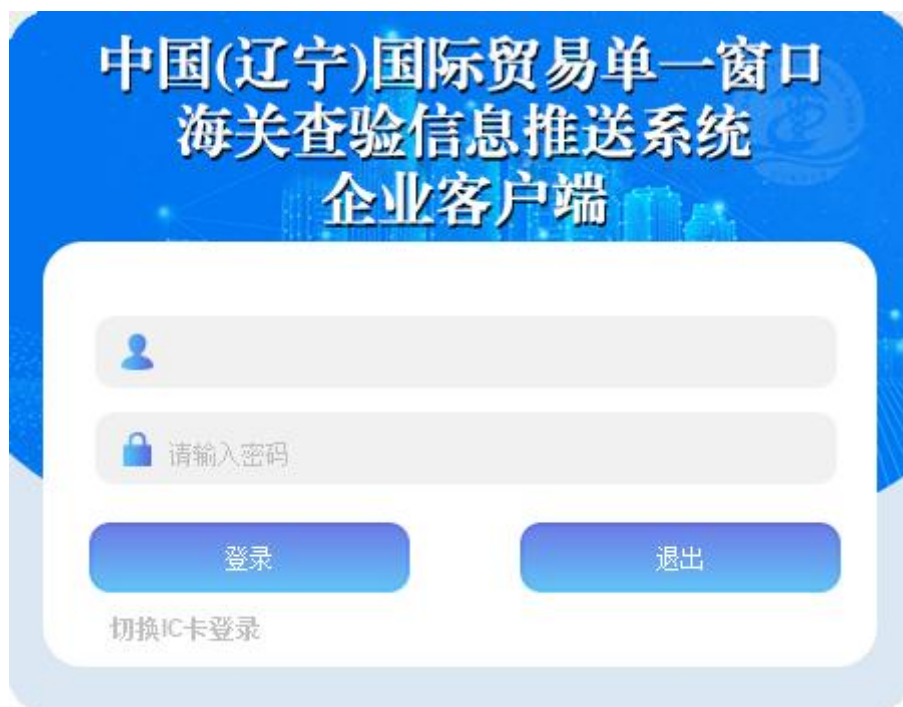 中国(辽宁)国际贸易单一窗口
海关查验信息推送系统
企业客户端
请输入密码
登录
退出
切换IC卡登录